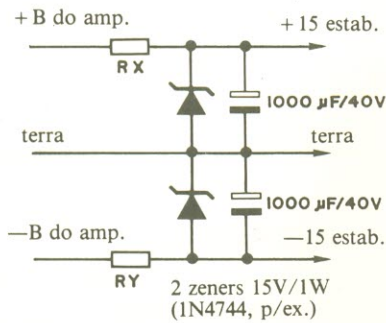 +B do amp.
+15 estab.
RX
1000 µF/40V
terra
terra
1000 µF/40V
—B do amp.
—15 estab.
RY
2 zeners 15V/1W
(1N4744, p/ex.)